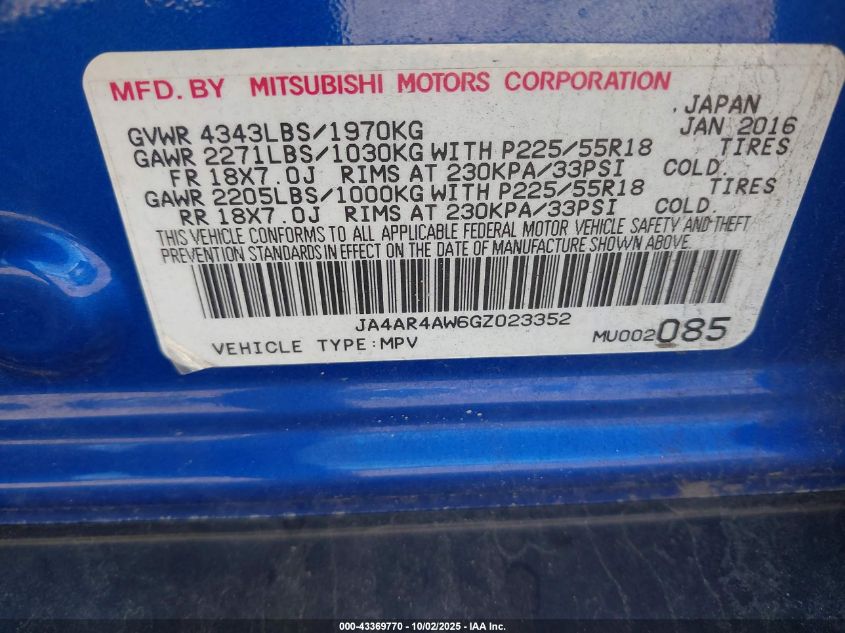 MFD. BY MITSUBISHI MOTORS CORPORATION
JAPAN
GVWR 4343LBS/1970KG JAN 2016
GAWR 2271LBS/1030KG WITH P225/55R18 TIRES
FR 18X7.0J RIMS AT 230KPA/33PSI COLD.
GAWR 2205LBS/1000KG WITH P225/55R18 TIRES
RR 18X7.0J RIMS AT 230KPA/33PSI COLD.
THIS VEHICLE CONFORMS TO ALL APPLICABLE FEDERAL MOTOR VEHICLE SAFETY AND THEFT
PREVENTION STANDARDS IN EFFECT ON THE DATE OF MANUFACTURE SHOWN ABOVE.
JA4AR4AW6GZ023352
VEHICLE TYPE:MPV MU002085
000-43369770 - 10/02/2025 - IAA Inc.